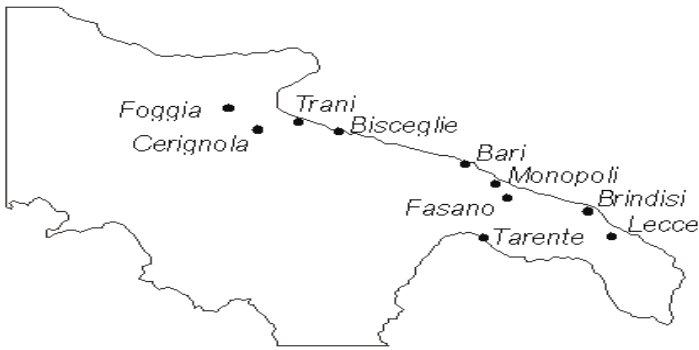 Trani
Foggia
Bisceglie
Cerignola
Bari
Monopoli
Brindisi
Fasano
Lecce
Tarente